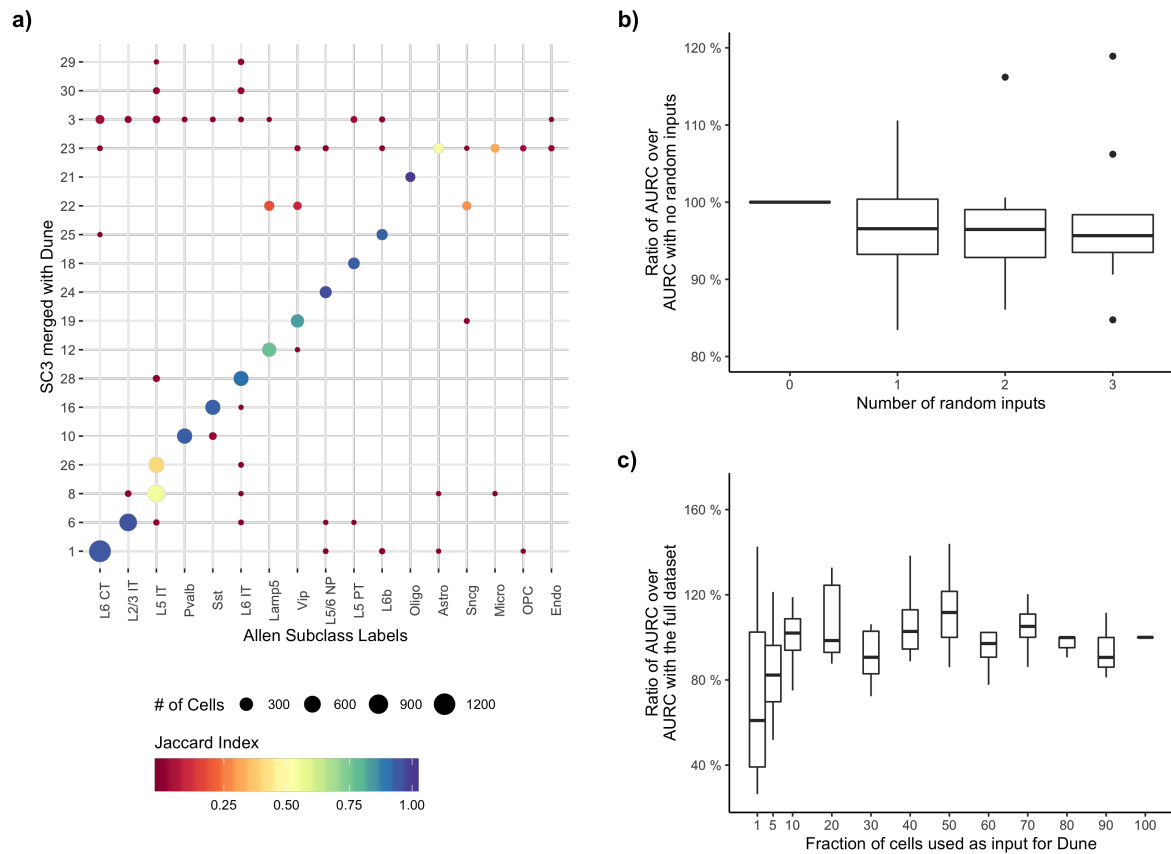 a)
SC3 merged with Dune
29
30
3
23
21
22
25
18
24
19
12
28
16
10
26
8
6
1
L6 CT
L2/3 IT
L5 IT
Pvalb
Sst
L6 IT
Lamp5
Vip
L5/6 NP
L5 PT
L6b
Oligo
Astro
Sncg
Micro
OPC
Endo
Allen Subclass Labels
# of Cells 300 600 900 1200
Jaccard Index
0.25 0.50 0.75 1.00
b)
Ratio of AURC over
AURC with no random inputs
120 %
110 %
100 %
90 %
80 %
0 1 2 3
Number of random inputs
c)
Ratio of AURC over
AURC with the full dataset
160 %
120 %
80 %
40 %
1 5 10 20 30 40 50 60 70 80 90 100
Fraction of cells used as input for Dune